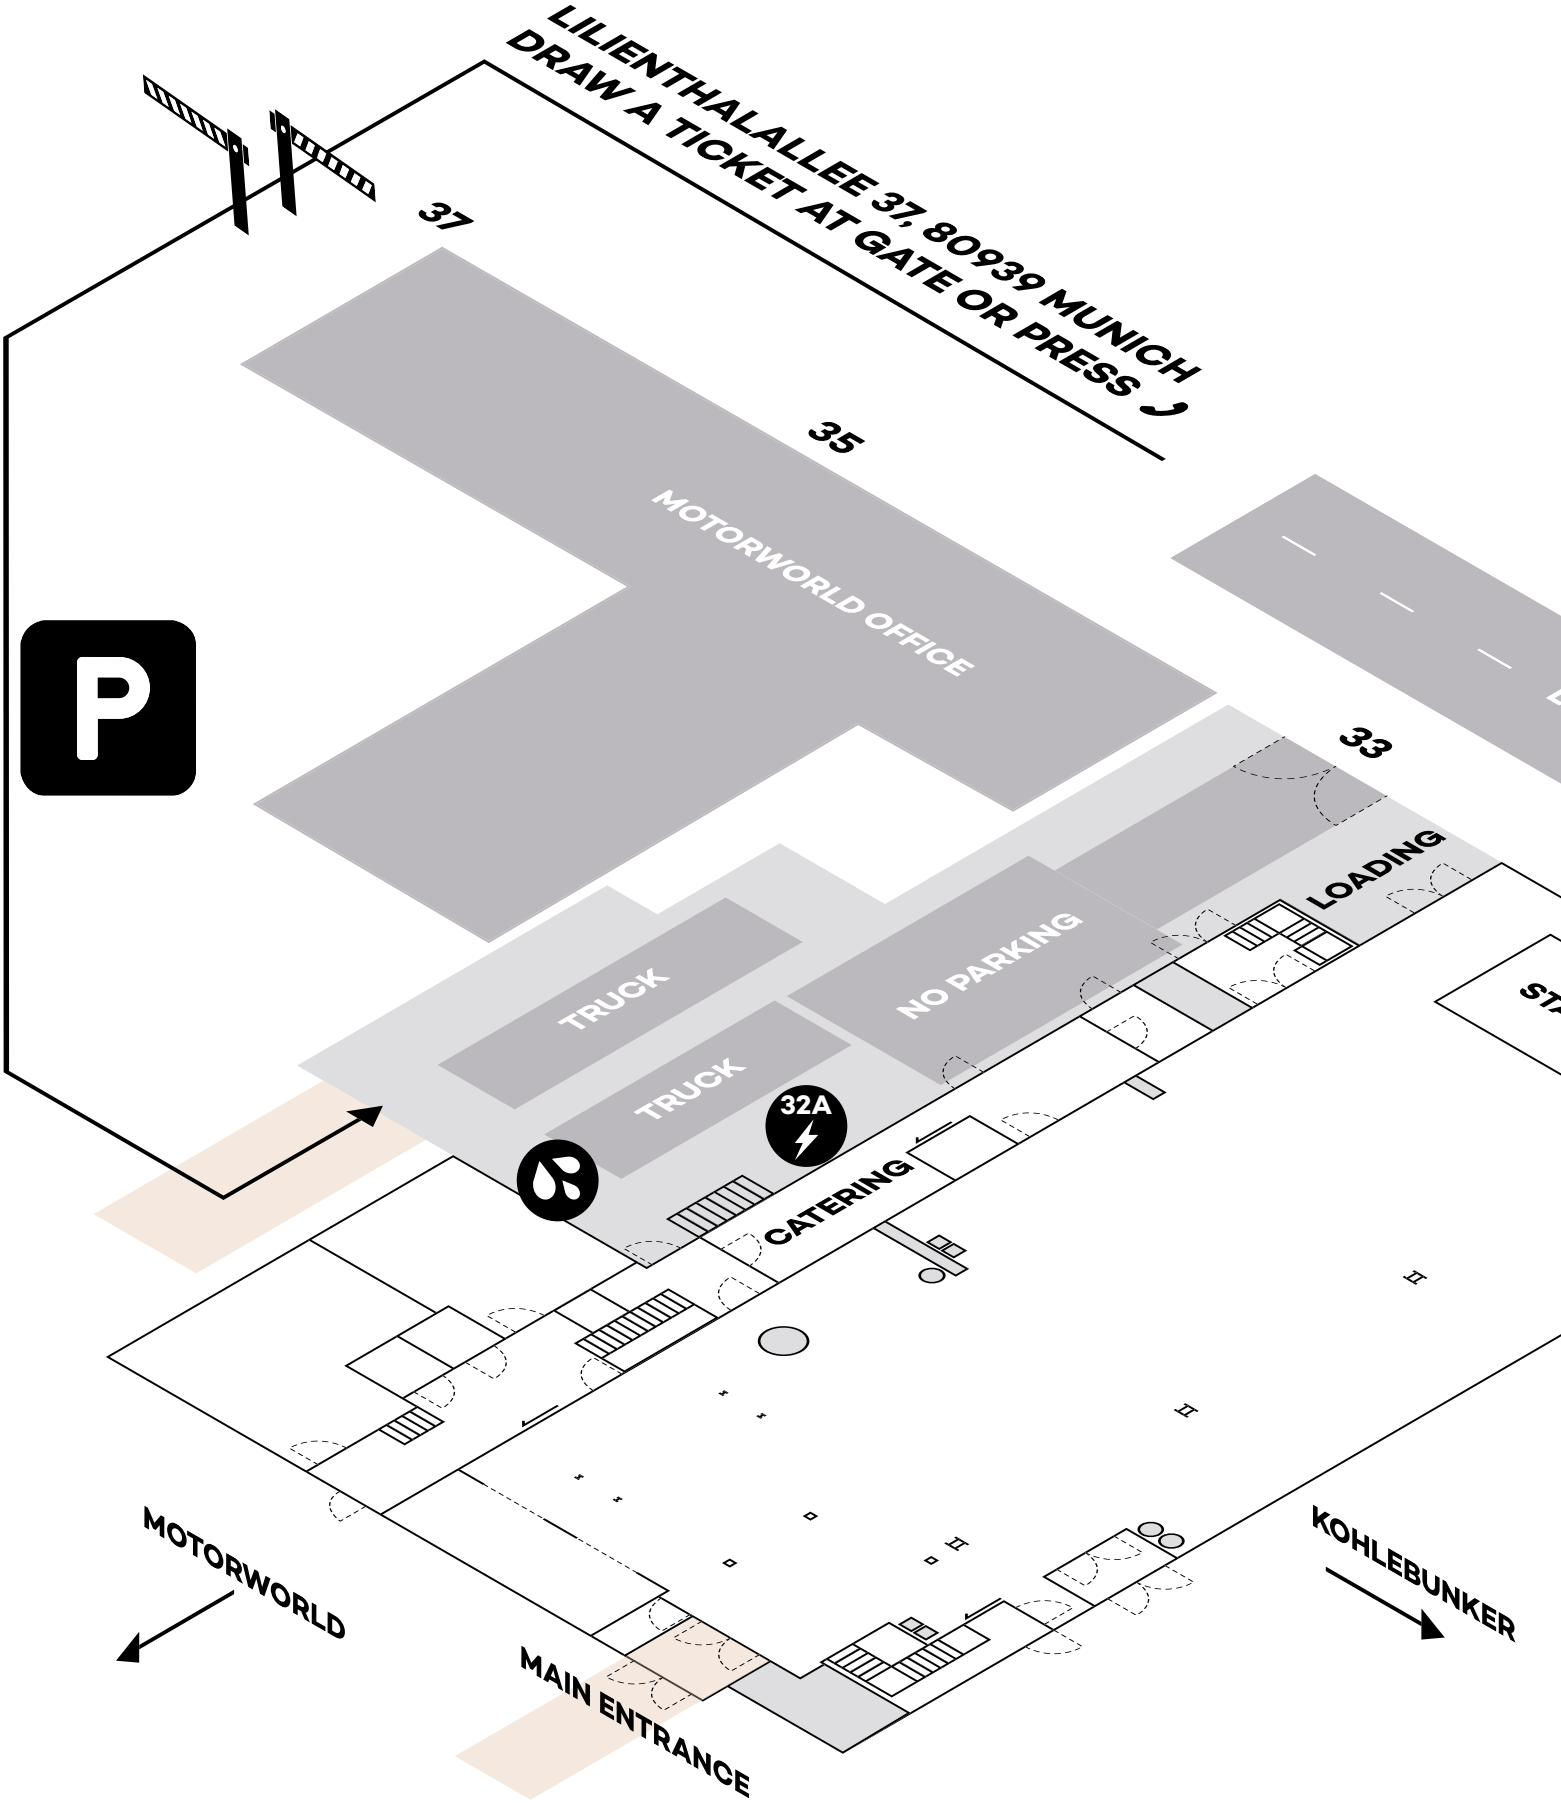 LILIENTHALALLEE 37, 80939 MUNICH
DRAW A TICKET AT GATE OR PRESS
37
35
MOTORWORLD OFFICE
P
33
LOADING
NO PARKING
TRUCK
TRUCK
32A
CATERING
MOTORWORLD
MAIN ENTRANCE
KOHLEBUNKER